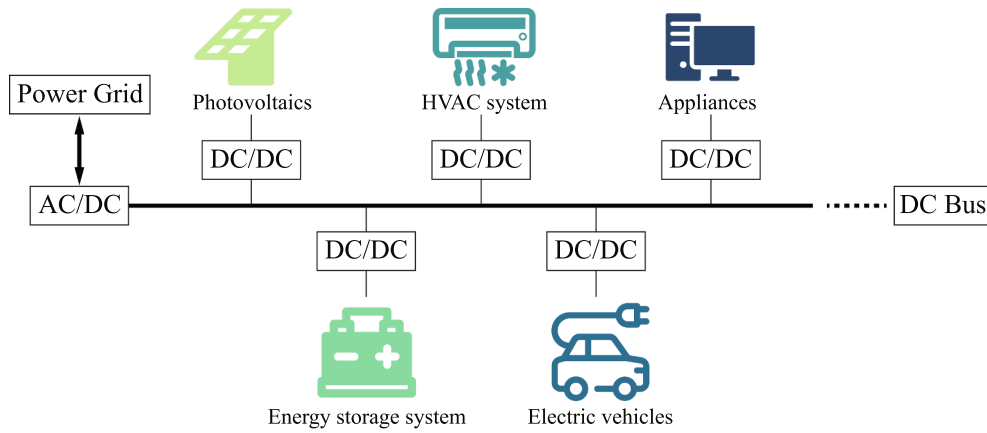 Power Grid
Photovoltaics
HVAC system
Appliances
DC/DC
DC/DC
DC/DC
AC/DC
DC Bus
DC/DC
DC/DC
Energy storage system
Electric vehicles